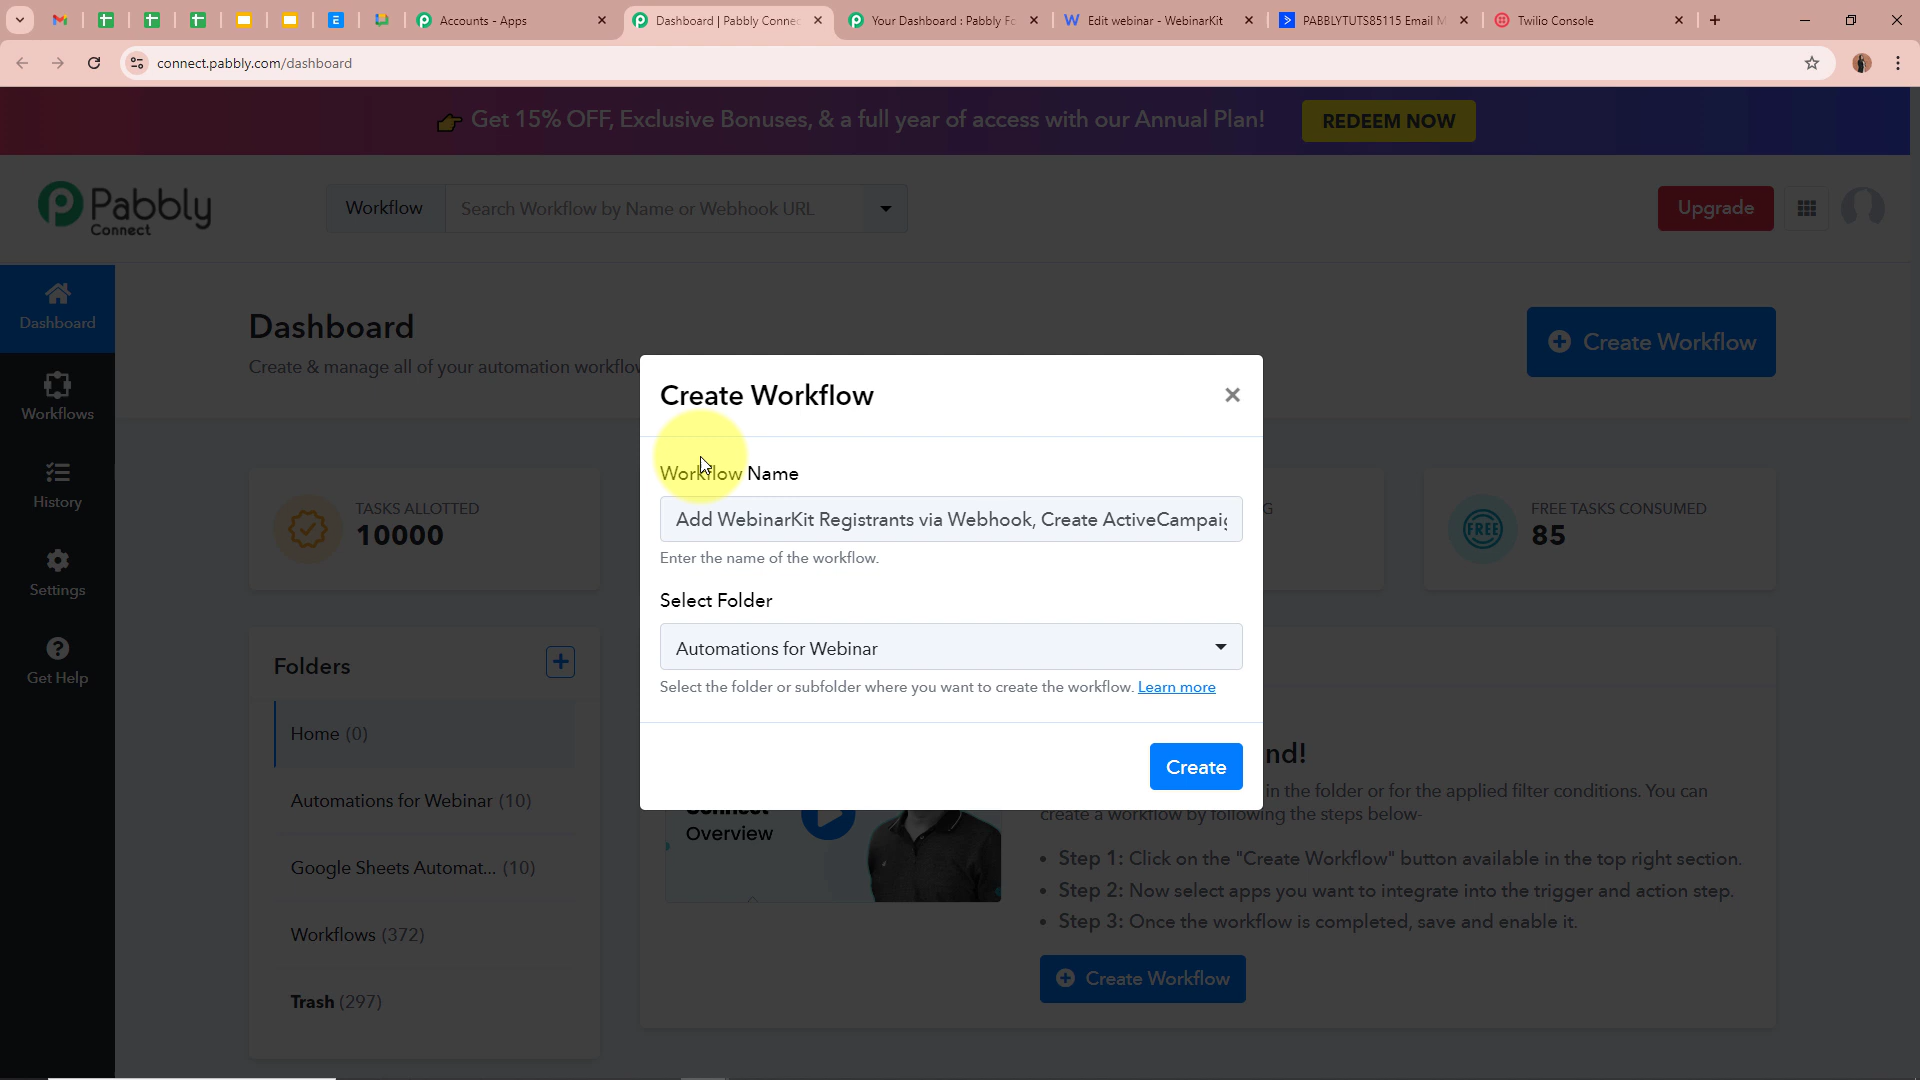 Accounts - Apps
Dashboard | Pabbly Connec
Your Dashboard : Pabbly Fo
Edit webinar - WebinarKit
PABBLYTUTS85115 Email M
Twilio Console
connect.pabbly.com/dashboard
Get 15% OFF, Exclusive Bonuses, & a full year of access with our Annual Plan!
REDEEM NOW
Pabbly
Connect
Workflow
Search Workflow by Name or Webhook URL
Upgrade
Dashboard
Workflows
History
Settings
Get Help
Dashboard
Create & manage all of your automation workflow
Create Workflow
TASKS ALLOTTED
10000
G
FREE
FREE TASKS CONSUMED
85
Folders
Home (0)
Automations for Webinar (10)
Google Sheets Automat... (10)
Workflows (372)
Trash (297)
Create Workflow
Workflow Name
Add WebinarKit Registrants via Webhook, Create ActiveCampaig
Enter the name of the workflow.
Select Folder
Automations for Webinar
Select the folder or subfolder where you want to create the workflow. Learn more
Create
Connect
Overview
nd!
in the folder or for the applied filter conditions. You can
create a workflow by following the steps below-
• Step 1: Click on the "Create Workflow" button available in the top right section.
• Step 2: Now select apps you want to integrate into the trigger and action step.
• Step 3: Once the workflow is completed, save and enable it.
Create Workflow